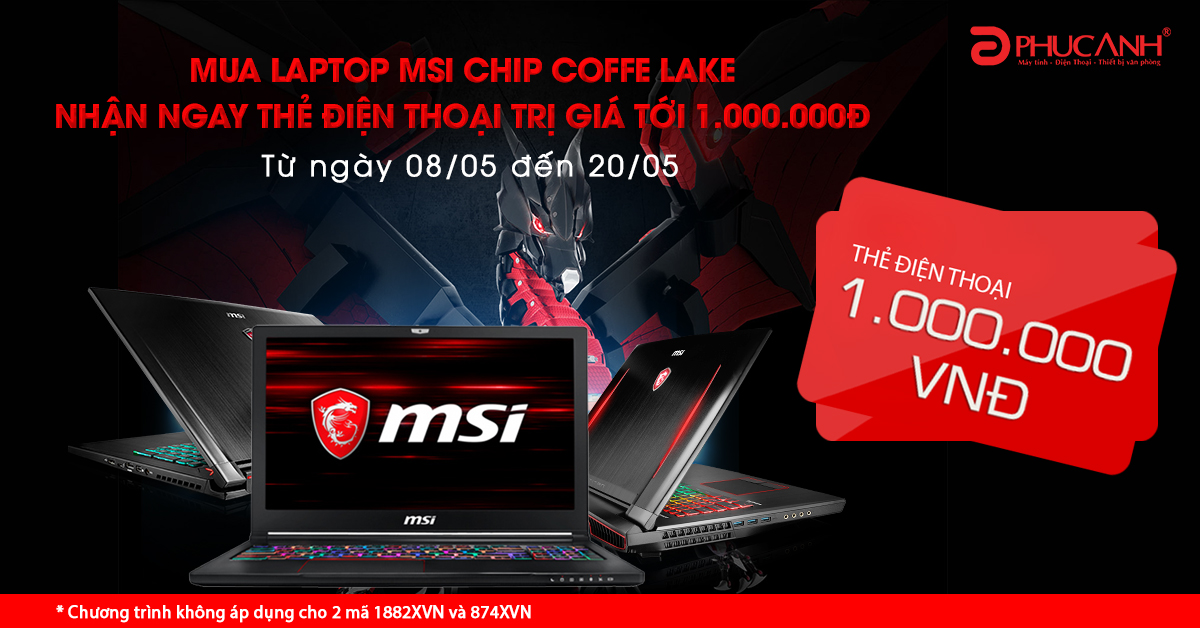 PHUCANH®
Máy tính - Điện Thoại - Thiết bị văn phòng
MUA LAPTOP MSI CHIP COFFE LAKE
NHẬN NGAY THẺ ĐIỆN THOẠI TRỊ GIÁ TỚI 1.000.000Đ
Từ ngày 08/05 đến 20/05
THẺ ĐIỆN THOẠI
1.000.000
VNĐ
msi
msi
msi
msi
* Chương trình không áp dụng cho 2 mã 1882XVN và 874XVN